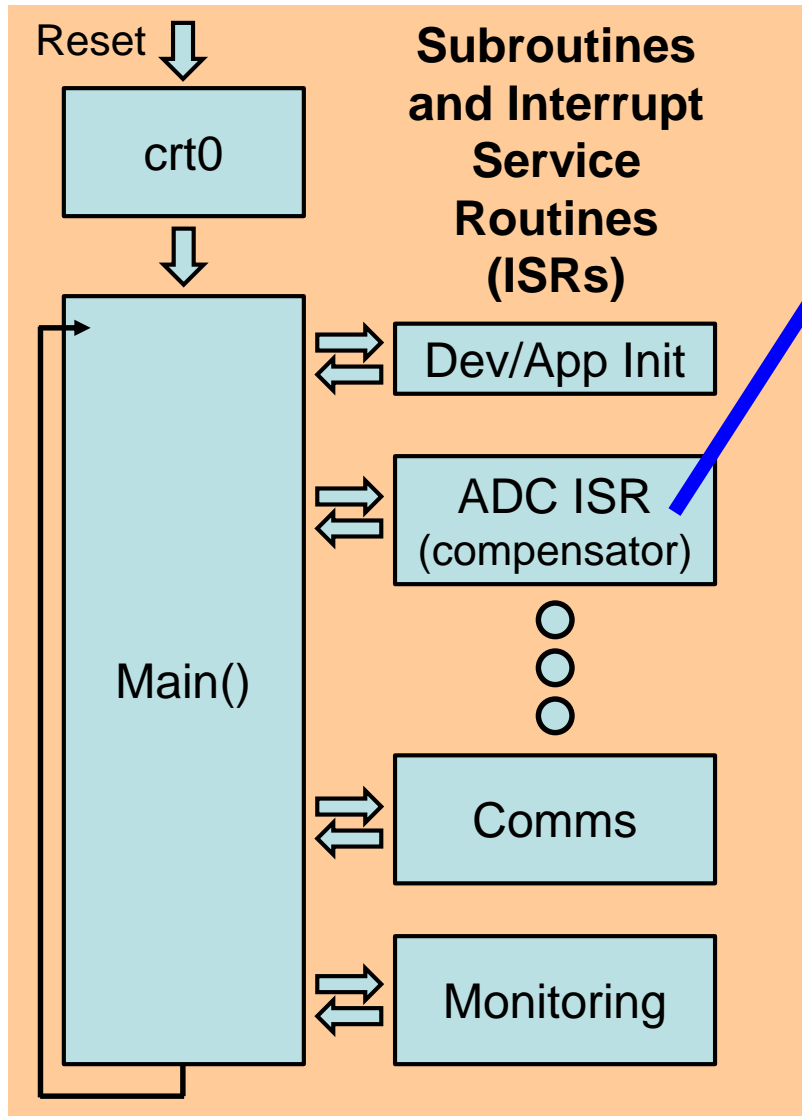 Reset
crt0
Subroutines
and Interrupt
Service
Routines
(ISRs)
Main()
Dev/App Init
ADC ISR
(compensator)
Comms
Monitoring